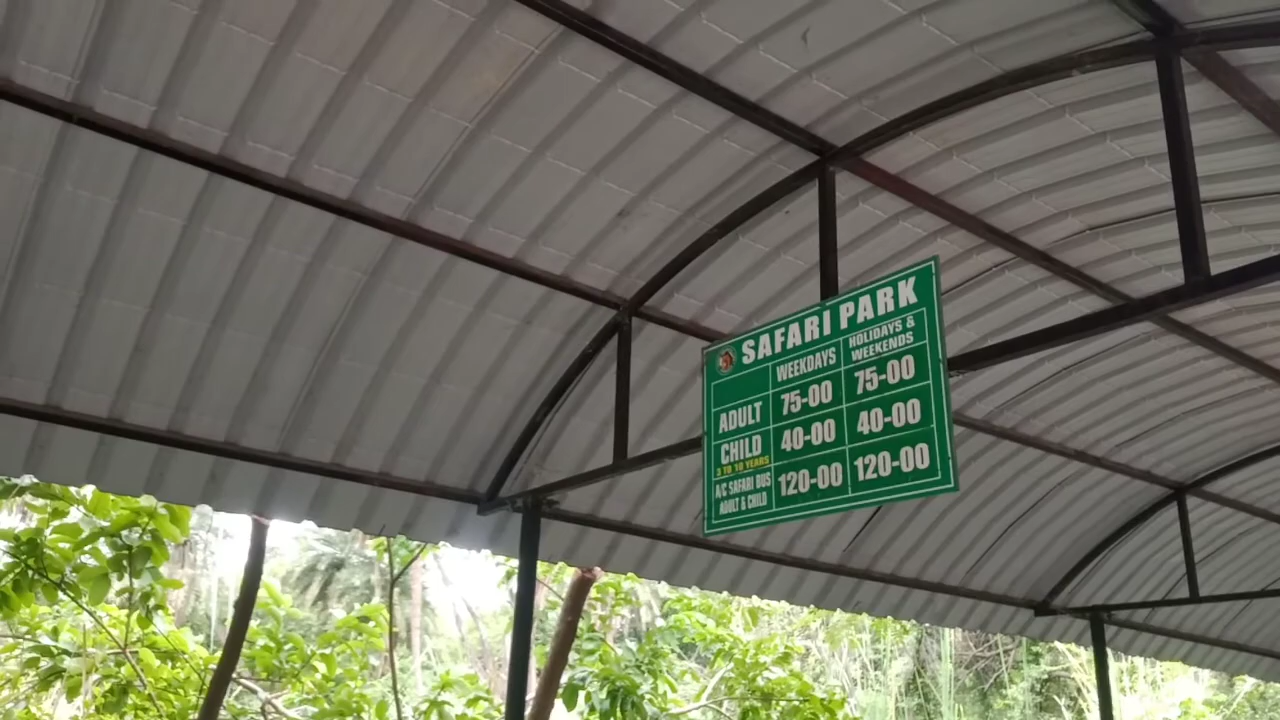 SAFARI PARK
WEEKDAYS
HOLIDAYS &
WEEKENDS
ADULT 75-00 75-00
CHILD 40-00 40-00
3 TO 10 YEARS
A/C SAFARI BUS 120-00 120-00
ADULT & CHILD